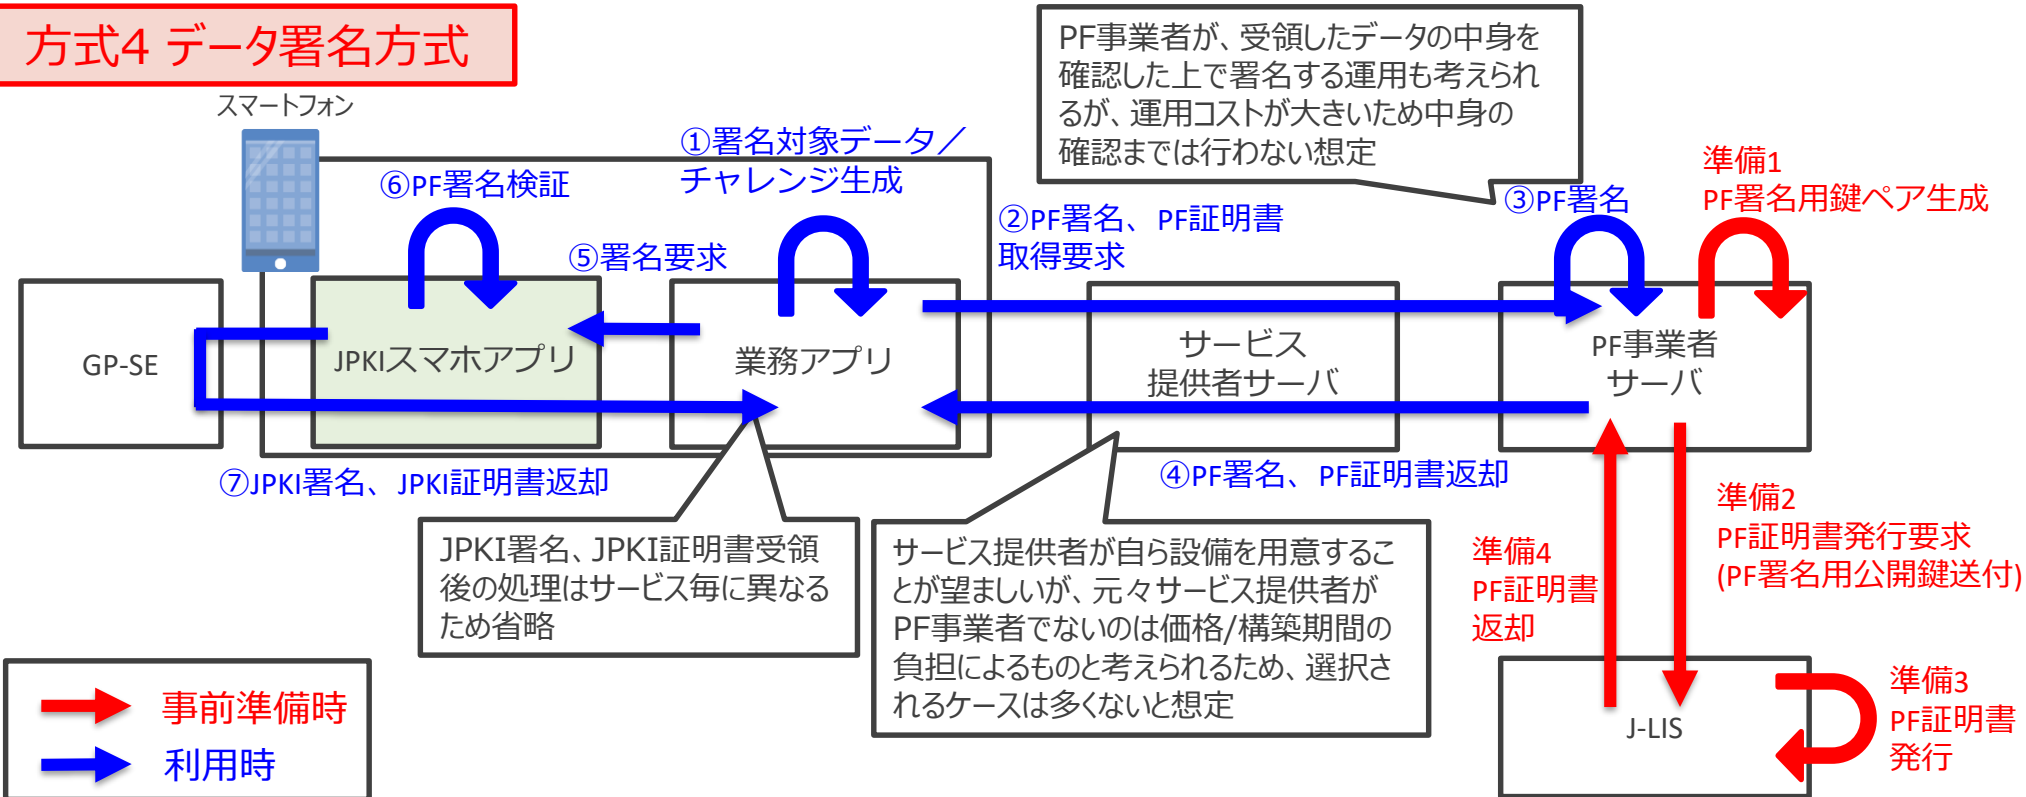 方式4 データ署名方式
スマートフォン
PF事業者が、受領したデータの中身を
確認した上で署名する運用も考えられ
るが、運用コストが大きいため中身の
確認までは行わない想定
①署名対象データ／
チャレンジ生成
⑥PF署名検証
⑤署名要求
②PF署名、PF証明書
取得要求
③PF署名
準備1
PF署名用鍵ペア生成
GP-SE
JPKIスマホアプリ
業務アプリ
サービス
提供者サーバ
PF事業者
サーバ
⑦JPKI署名、JPKI証明書返却
④PF署名、PF証明書返却
JPKI署名、JPKI証明書受領
後の処理はサービス毎に異なる
ため省略
サービス提供者が自ら設備を用意するこ
とが望ましいが、元々サービス提供者が
PF事業者でないのは価格/構築期間の
負担によるものと考えられるため、選択さ
れるケースは多くないと想定
準備4
PF証明書
返却
準備2
PF証明書発行要求
(PF署名用公開鍵送付)
J-LIS
準備3
PF証明書
発行
事前準備時
利用時